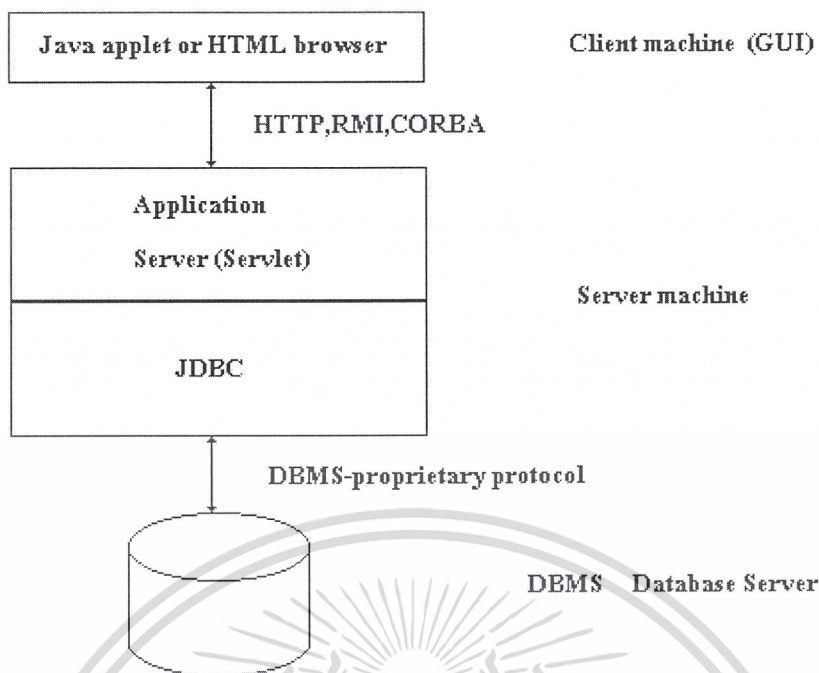 Java applet or HTML browser
Client machine (GUI)
HTTP,RMI,CORBA
Application
Server (Servlet)
Server machine
JDBC
DBMS-proprietary protocol
DBMS Database Server